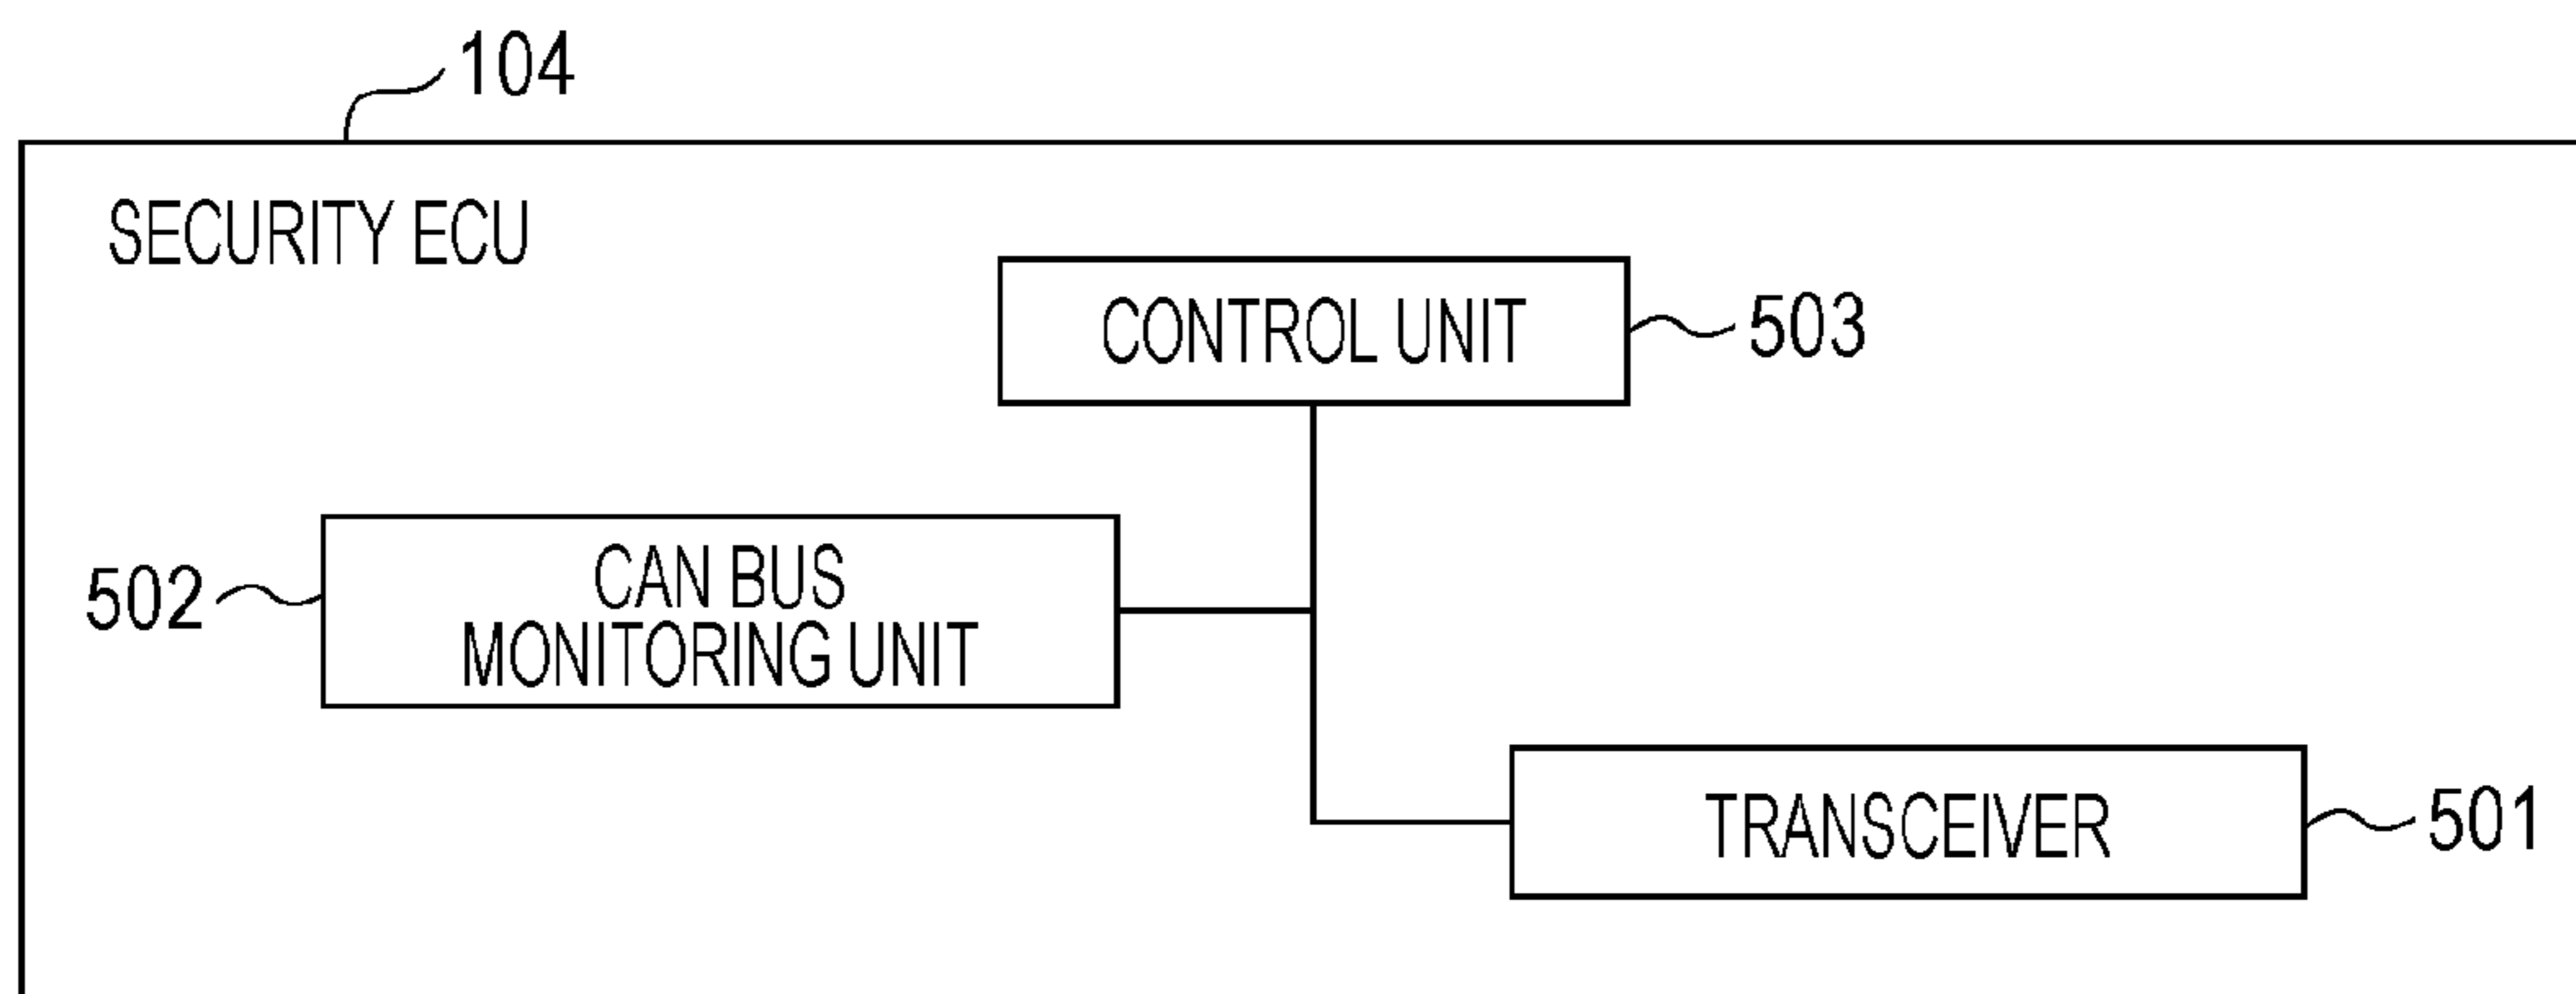 104
SECURITY ECU
CONTROL UNIT
503
502
CAN BUS
MONITORING UNIT
TRANSCEIVER
501